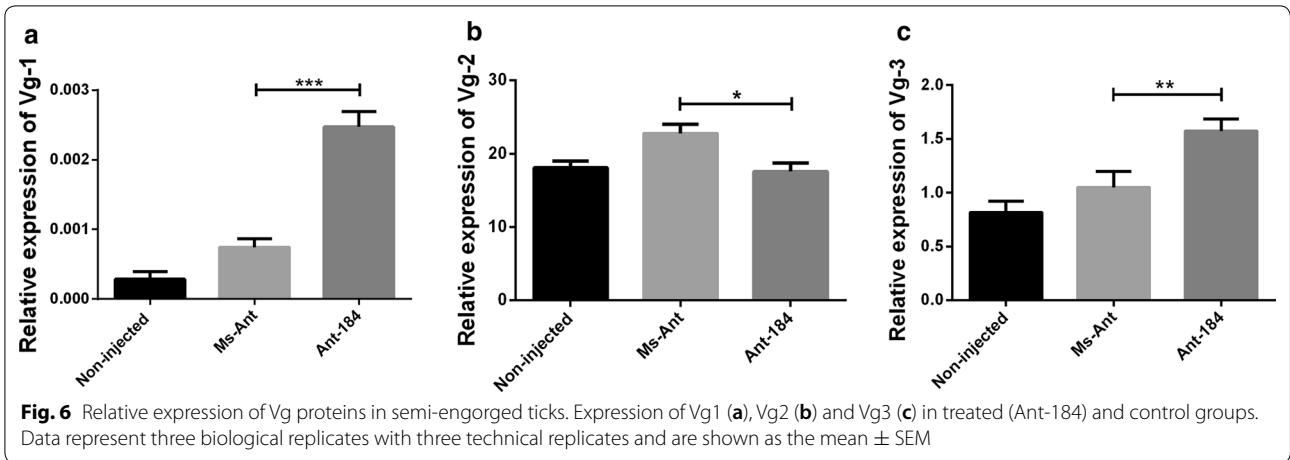 a
Relative expression of Vg-1
0.003
0.002
0.001
0.000
***
Non-injected
Ms-Ant
Ant-184
b
Relative expression of Vg-2
30
20
10
0
*
Non-injected
Ms-Ant
Ant-184
c
Relative expression of Vg-3
2.0
1.5
1.0
0.5
0.0
**
Non-injected
Ms-Ant
Ant-184
Fig. 6 Relative expression of Vg proteins in semi-engorged ticks. Expression of Vg1 (a), Vg2 (b) and Vg3 (c) in treated (Ant-184) and control groups.
Data represent three biological replicates with three technical replicates and are shown as the mean ± SEM